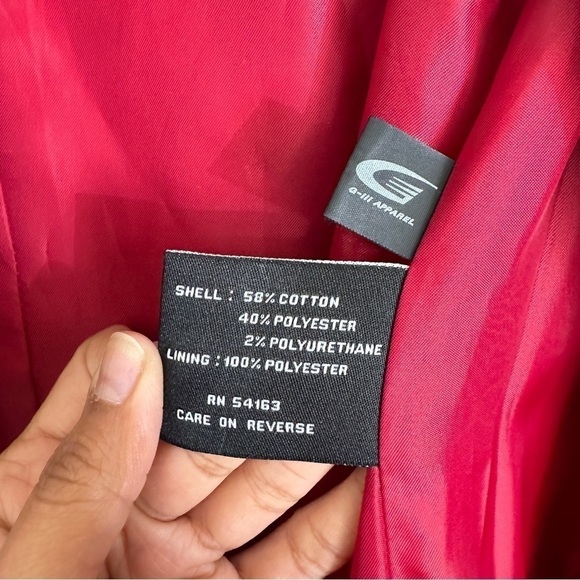 G-III APPAREL
SHELL : 58% COTTON
40% POLYESTER
2% POLYURETHANE
LINING : 100% POLYESTER
RN 54163
CARE ON REVERSE